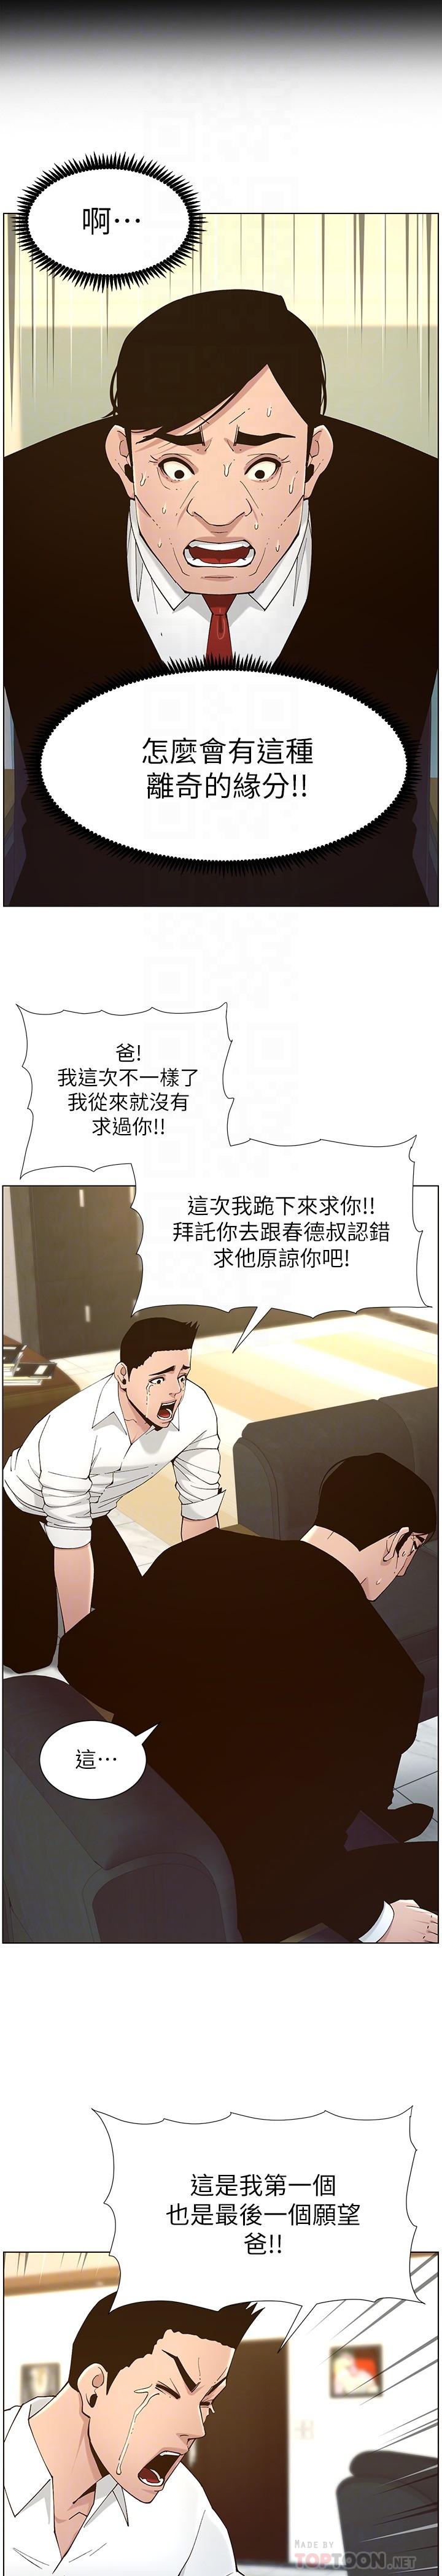 啊⋯
怎麼會有這種
離奇的緣分!!
爸!
我這次不一樣了
我從來就沒有
求過你!!
這次我跪下來求你!!
拜託你去跟春德叔認錯
求他原諒你吧!
這⋯
這是我第一個
也是最後一個願望
爸!!
MADE BY
TORTOON.NET